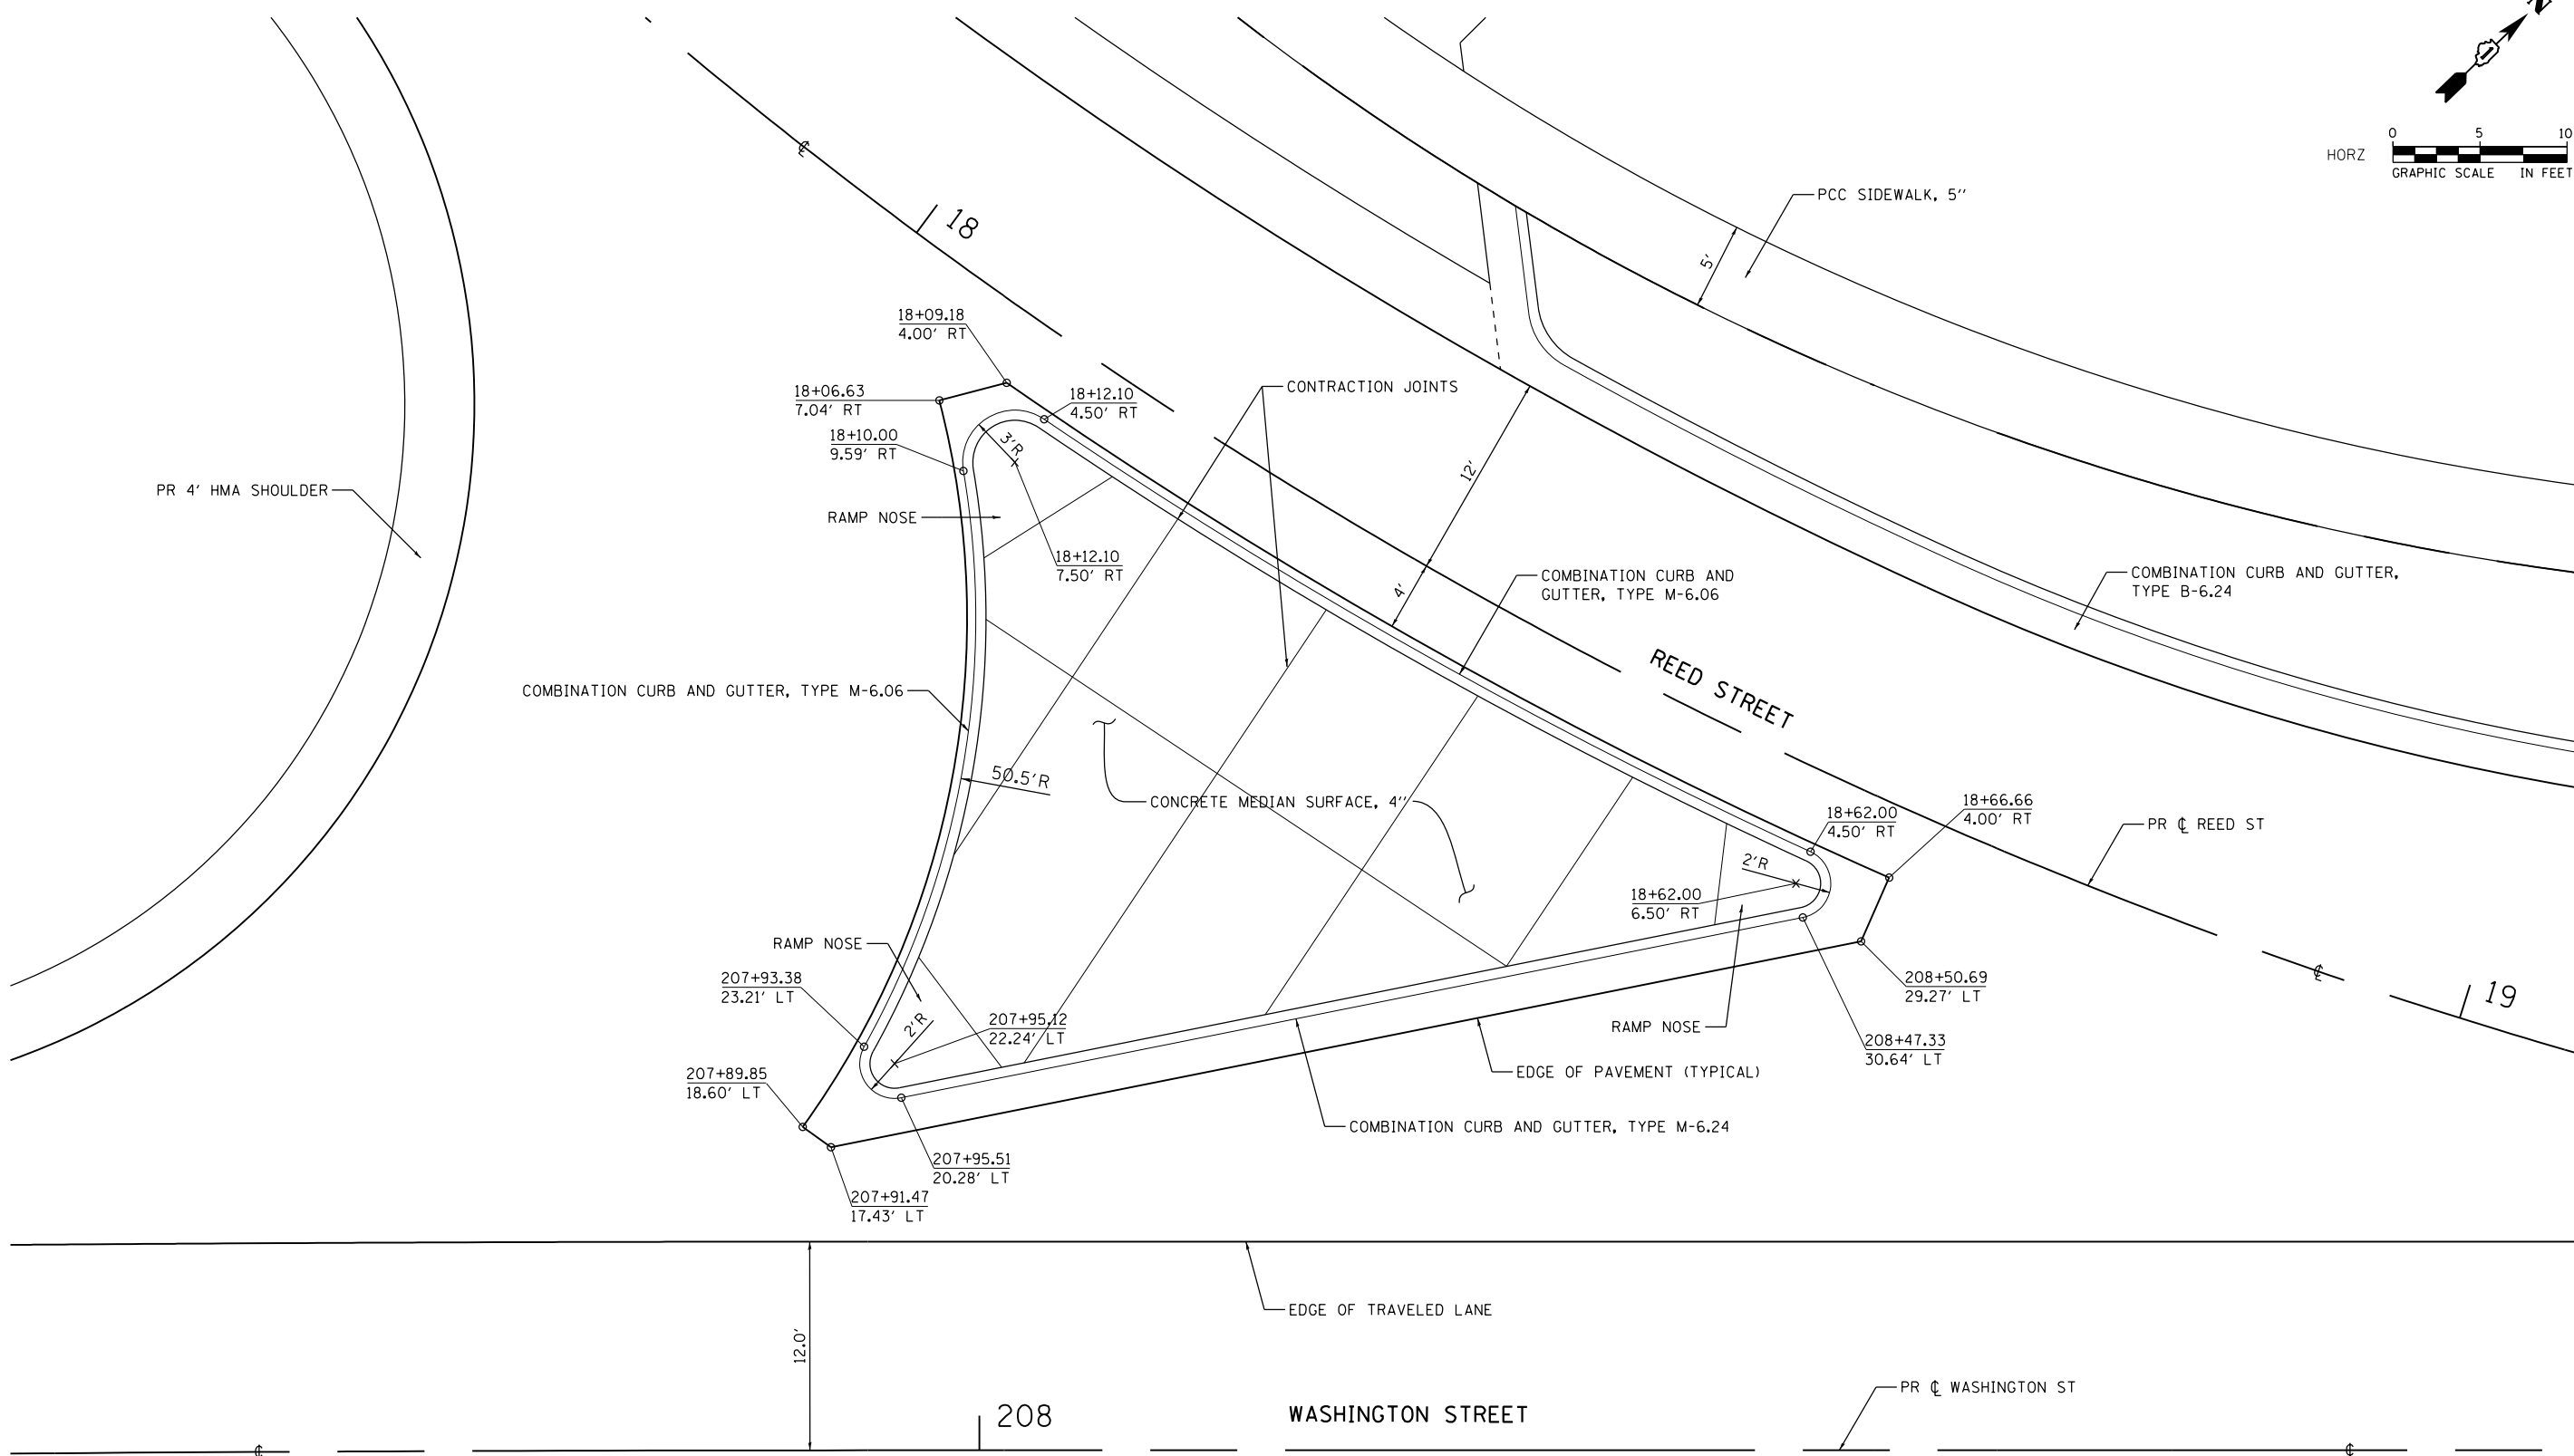 N
0 5 10
HORZ
GRAPHIC SCALE IN FEET
PCC SIDEWALK, 5''
℄
18
5'
18+09.18
4.00' RT
18+06.63
7.04' RT
18+12.10
4.50' RT
CONTRACTION JOINTS
18+10.00
9.59' RT
3'R
12'
PR 4' HMA SHOULDER
RAMP NOSE
18+12.10
7.50' RT
4'
COMBINATION CURB AND
GUTTER, TYPE M-6.06
COMBINATION CURB AND GUTTER,
TYPE B-6.24
REED STREET
COMBINATION CURB AND GUTTER, TYPE M-6.06
50.5'R
CONCRETE MEDIAN SURFACE, 4''
18+62.00
4.50' RT
18+66.66
4.00' RT
PR ℄ REED ST
2'R
18+62.00
6.50' RT
RAMP NOSE
207+93.38
23.21' LT
208+50.69
29.27' LT
℄
19
2'R
207+95.12
22.24' LT
RAMP NOSE
208+47.33
30.64' LT
207+89.85
18.60' LT
EDGE OF PAVEMENT (TYPICAL)
COMBINATION CURB AND GUTTER, TYPE M-6.24
207+95.51
20.28' LT
207+91.47
17.43' LT
EDGE OF TRAVELED LANE
12.0'
PR ℄ WASHINGTON ST
208
WASHINGTON STREET
℄
℄